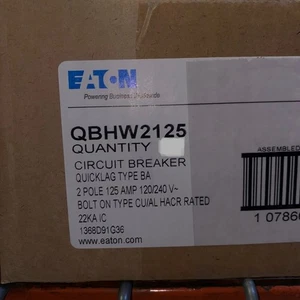 EATON
Powering Business Worldwide
QBHW2125
QUANTITY
ASSEMBLED
CIRCUIT BREAKER
QUICKLAG TYPE BA
2 POLE 125 AMP 120/240 V~
BOLT ON TYPE CU/AL HACR RATED
22KA IC
1368D91G36
www.eaton.com
1 0786